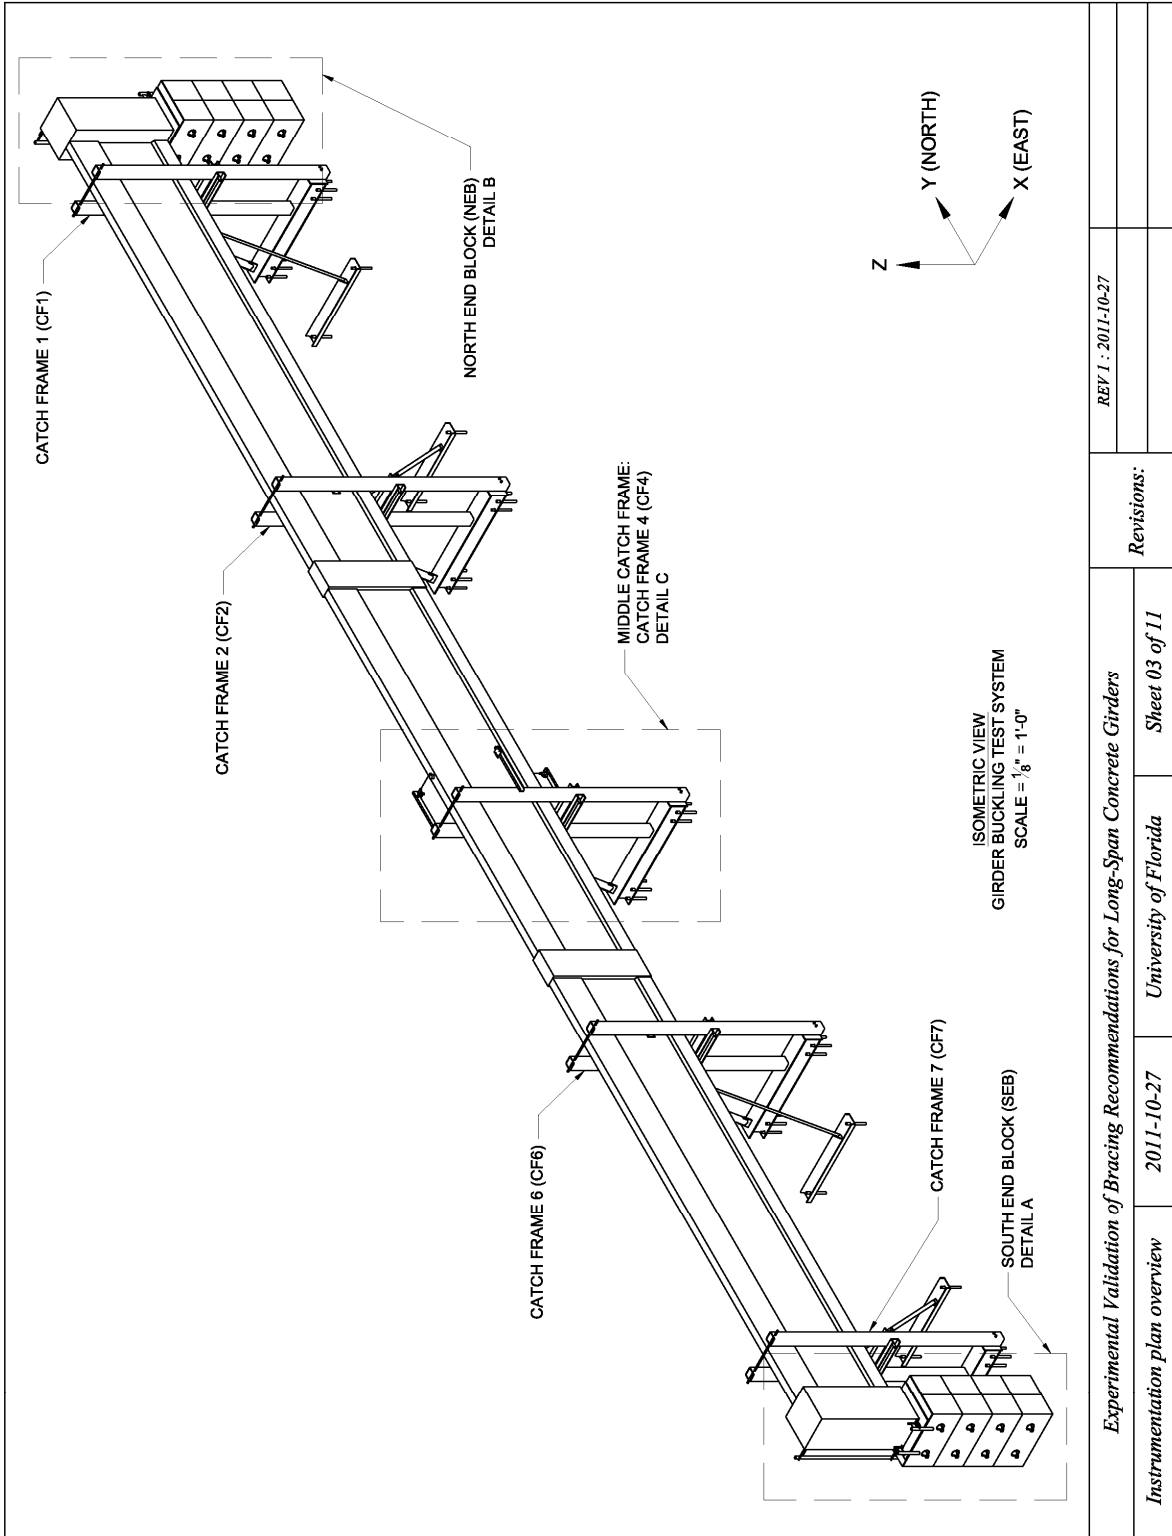 CATCH FRAME 1 (CF1)
NORTH END BLOCK (NEB)
DETAIL B
CATCH FRAME 2 (CF2)
MIDDLE CATCH FRAME:
CATCH FRAME 4 (CF4)
DETAIL C
CATCH FRAME 6 (CF6)
CATCH FRAME 7 (CF7)
SOUTH END BLOCK (SEB)
DETAIL A
Z
Y (NORTH)
X (EAST)
ISOMETRIC VIEW
GIRDER BUCKLING TEST SYSTEM
SCALE = 1/8" = 1'-0"
Experimental Validation of Bracing Recommendations for Long-Span Concrete Girders
Instrumentation plan overview
2011-10-27
University of Florida
Sheet 03 of 11
Revisions:
REV 1 : 2011-10-27